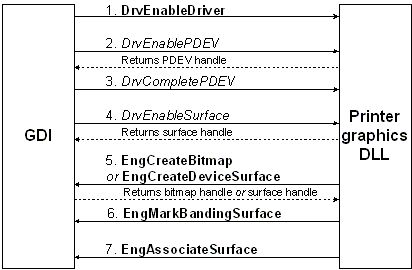 1. DrvEnableDriver
2. DrvEnablePDEV
Returns PDEV handle
3. DrvCompletePDEV
4. DrvEnableSurface
Returns surface handle
GDI
Printer
graphics
DLL
5. EngCreateBitmap
or EngCreateDeviceSurface
Returns bitmap handle or surface handle
6. EngMarkBandingSurface
7. EngAssociateSurface